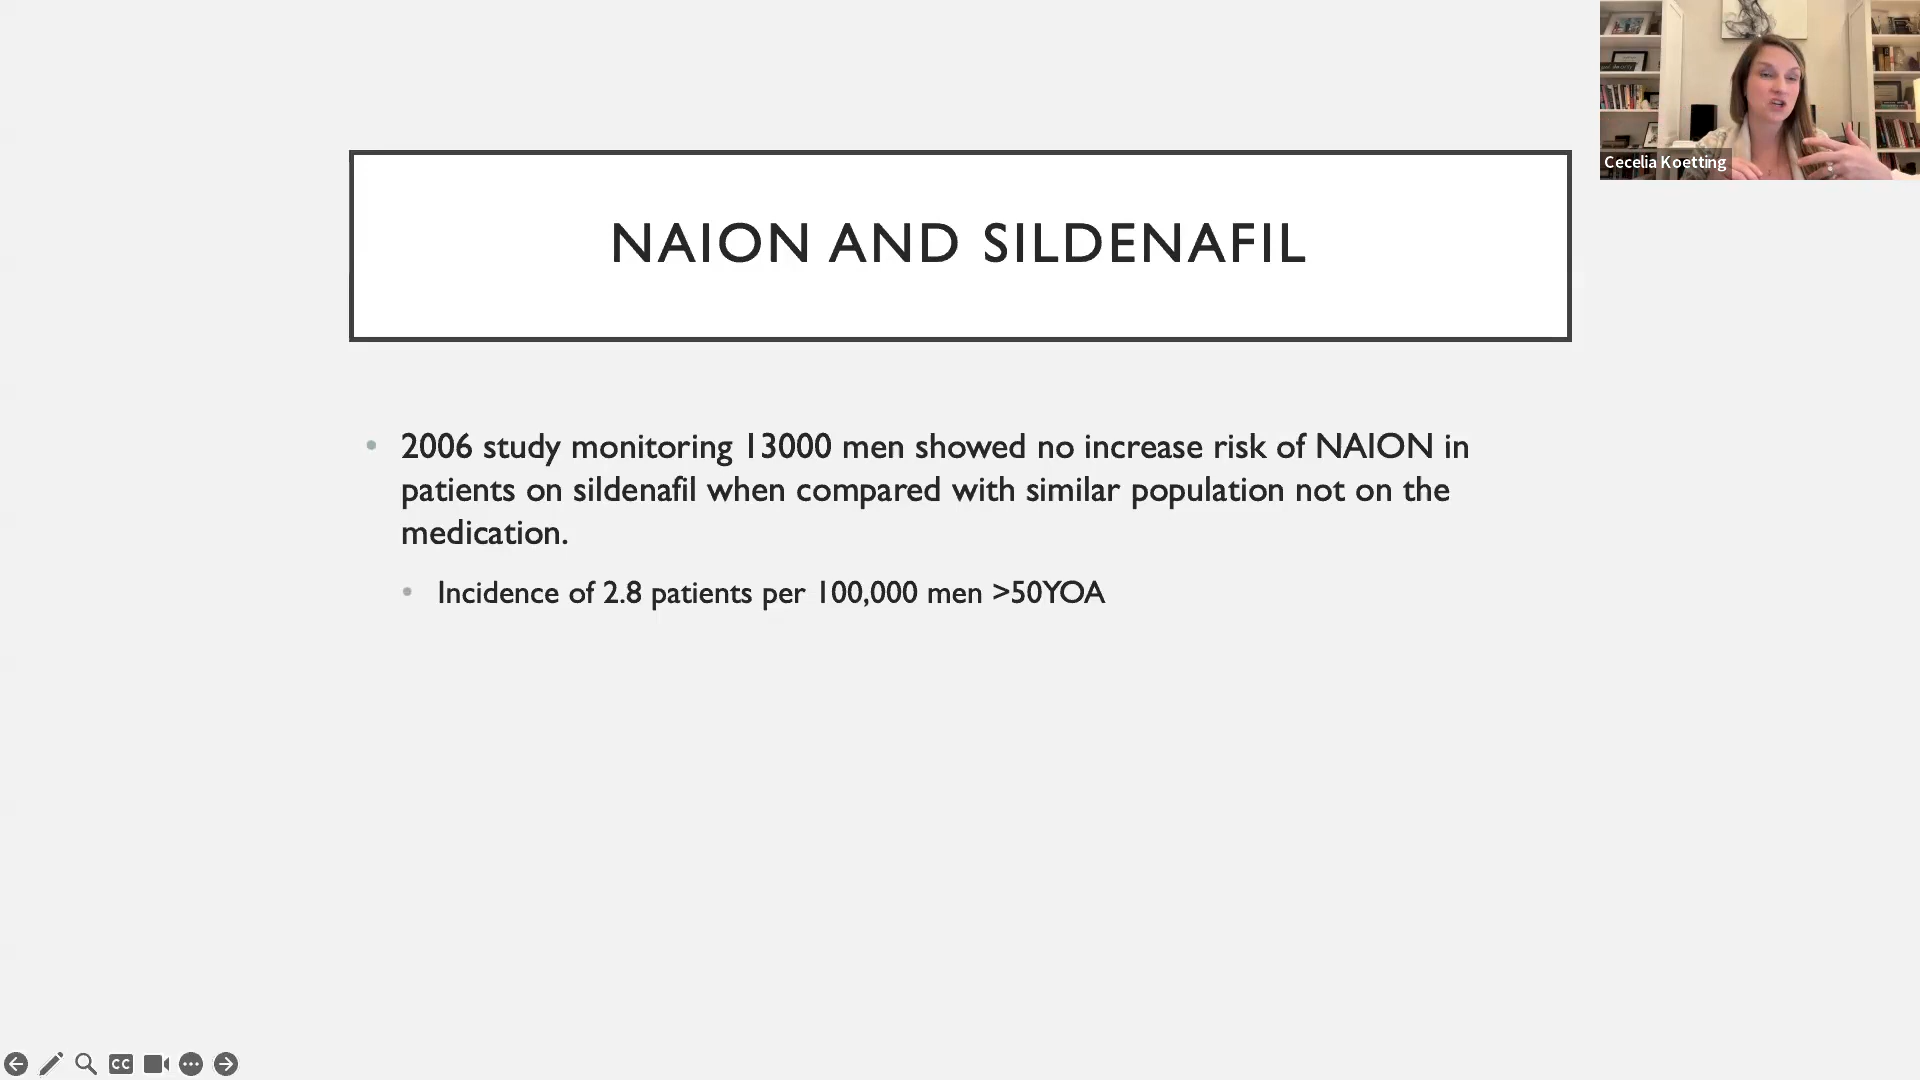 NAION AND SILDENAFIL
Cecelia Koetting
• 2006 study monitoring 13000 men showed no increase risk of NAION in
patients on sildenafil when compared with similar population not on the
medication.
• Incidence of 2.8 patients per 100,000 men >50YOA
CC